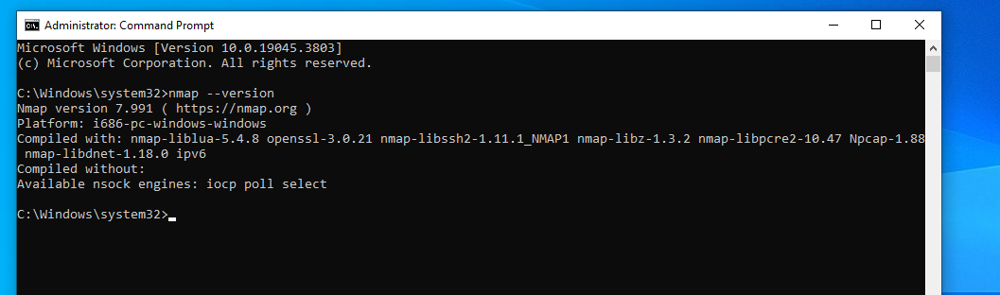 Administrator: Command Prompt
Microsoft Windows [Version 10.0.19045.3803]
(c) Microsoft Corporation. All rights reserved.
C:\Windows\system32>nmap --version
Nmap version 7.991 ( https://nmap.org )
Platform: i686-pc-windows-windows
Compiled with: nmap-liblua-5.4.8 openssl-3.0.21 nmap-libssh2-1.11.1_NMAP1 nmap-libz-1.3.2 nmap-libpcre2-10.47 Npcap-1.88
nmap-libdnet-1.18.0 ipv6
Compiled without:
Available nsock engines: iocp poll select
C:\Windows\system32>